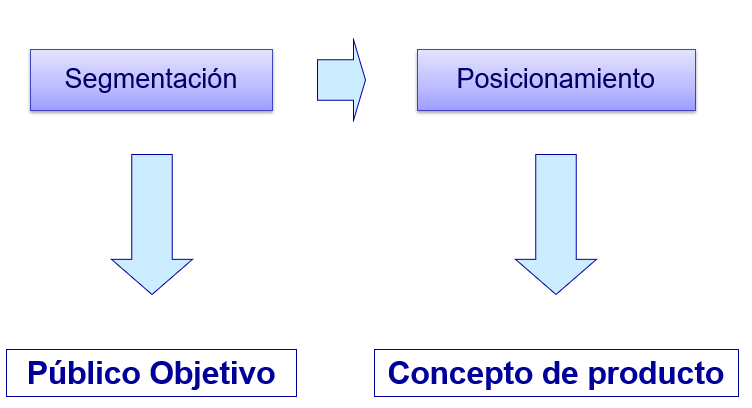 Segmentación
Posicionamiento
Público Objetivo
Concepto de producto